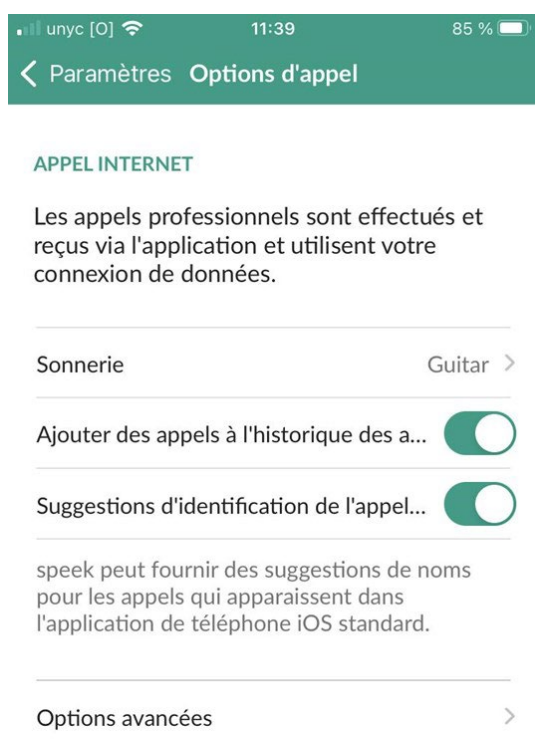 unyc [O] 11:39 85 %
Paramètres Options d'appel
APPEL INTERNET
Les appels professionnels sont effectués et
reçus via l'application et utilisent votre
connexion de données.
Sonnerie Guitar
Ajouter des appels à l'historique des a...
Suggestions d'identification de l'appel...
speek peut fournir des suggestions de noms
pour les appels qui apparaissent dans
l'application de téléphone iOS standard.
Options avancées